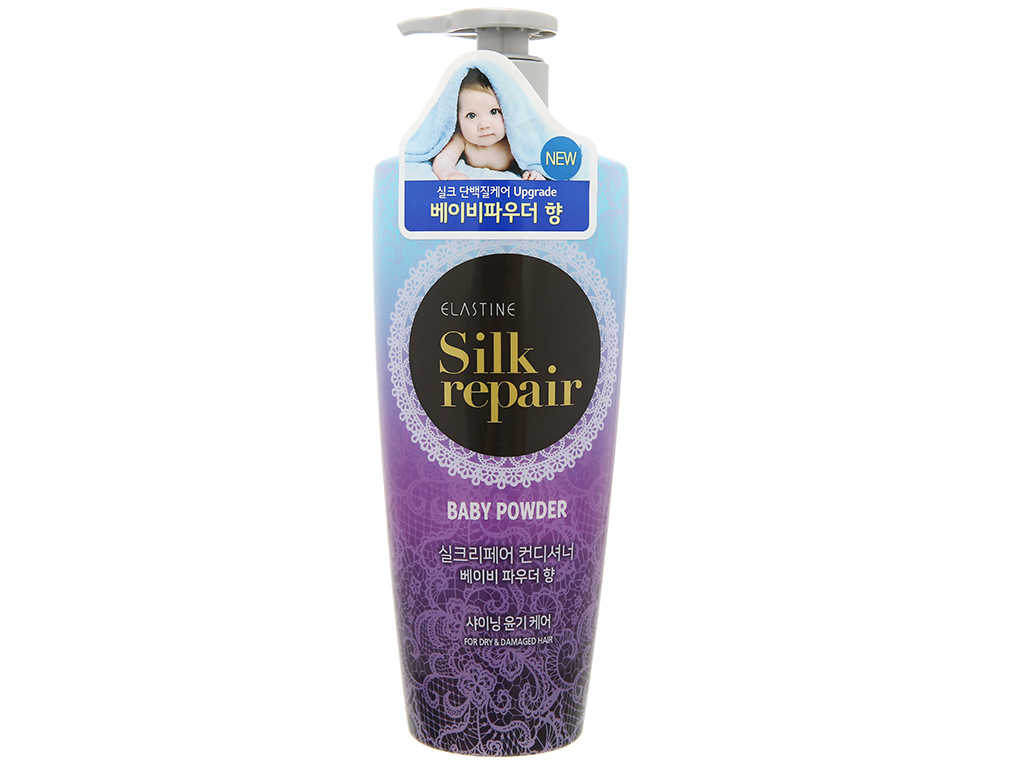 NEW
실크 단백질케어 Upgrade
베이비파우더 향
ELASTINE
Silk
repair
BABY POWDER
실크리페어 컨디셔너
베이비 파우더 향
샤이닝 윤기 케어
FOR DRY & DAMAGED HAIR